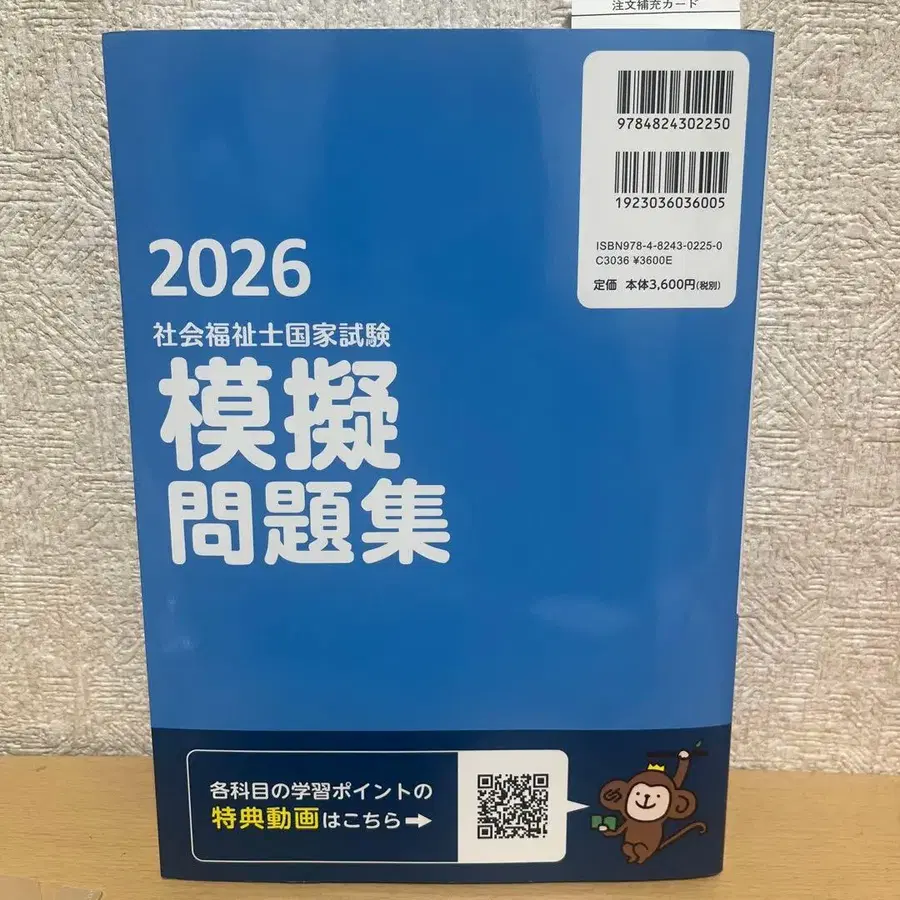 注文補充カード
9784824302250
1923036036005
ISBN978-4-8243-0225-0
C3036 ¥3600E
定価 本体3,600円(税別)
2026
社会福祉士国家試験
模擬
問題集
各科目の学習ポイントの
特典動画はこちら→